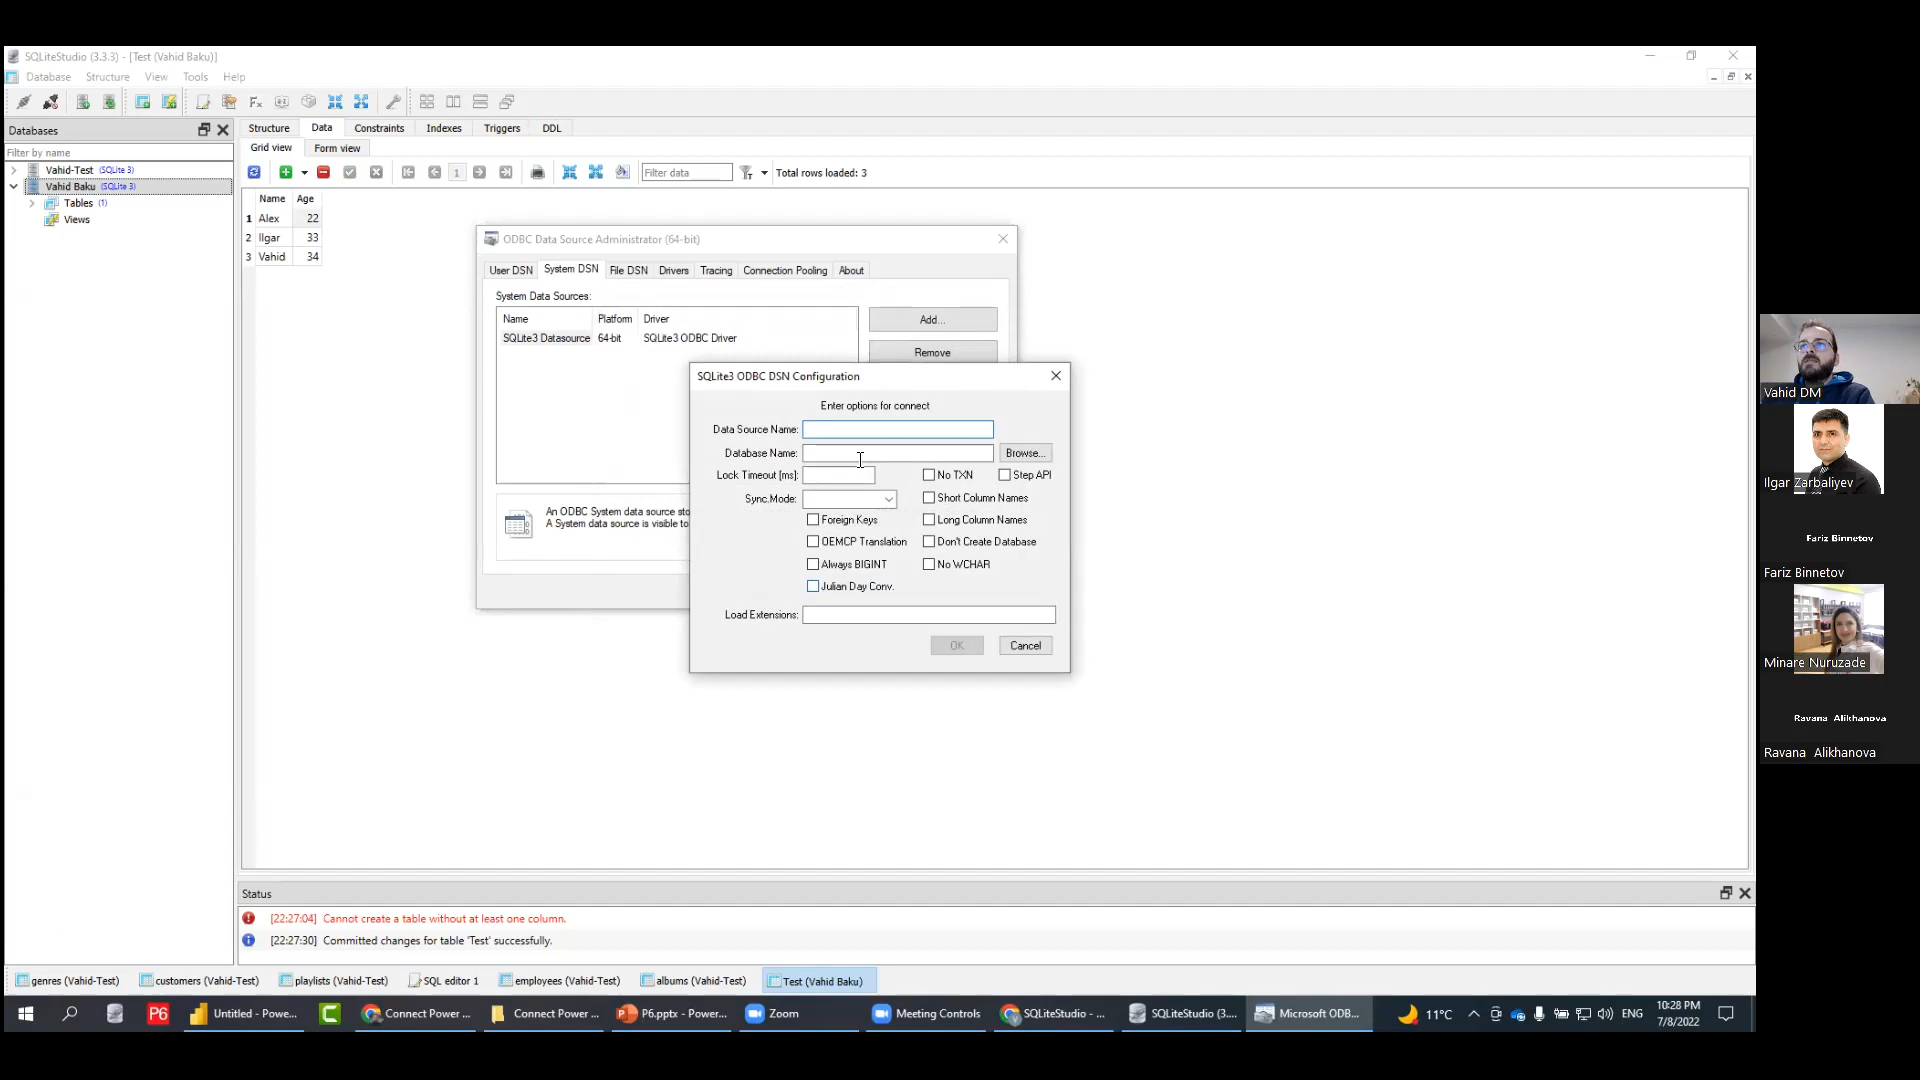 SQLiteStudio (3.3.3) - [Test (Vahid Baku)]
Database Structure View Tools Help
Databases
Filter by name
Vahid-Test (SQLite 3)
Vahid Baku (SQLite 3)
Tables (1)
Views
Structure Data Constraints Indexes Triggers DDL
Grid view Form view
1 Filter data Total rows loaded: 3
Name Age
1 Alex 22
2 Ilgar 33
3 Vahid 34
ODBC Data Source Administrator (64-bit)
User DSN System DSN File DSN Drivers Tracing Connection Pooling About
System Data Sources:
Name Platform Driver
SQLite3 Datasource 64-bit SQLite3 ODBC Driver
Add...
Remove
An ODBC System data source sto
A System data source is visible to
SQLite3 ODBC DSN Configuration
Enter options for connect
Data Source Name:
Database Name: Browse...
Lock Timeout [ms]: No TXN Step API
Sync.Mode: Short Column Names
Foreign Keys Long Column Names
OEMCP Translation Don't Create Database
Always BIGINT No WCHAR
Julian Day Conv.
Load Extensions:
OK Cancel
Status
[22:27:04] Cannot create a table without at least one column.
[22:27:30] Committed changes for table 'Test' successfully.
genres (Vahid-Test) customers (Vahid-Test) playlists (Vahid-Test) SQL editor 1 employees (Vahid-Test) albums (Vahid-Test) Test (Vahid Baku)
P6 Untitled - Powe... Connect Power ... Connect Power ... P6.pptx - Power... Zoom Meeting Controls SQLiteStudio - ... SQLiteStudio (3.... Microsoft ODB... 11°C ENG
10:28 PM
7/8/2022
Vahid DM
Ilgar Zarbaliyev
Fariz Binnetov
Fariz Binnetov
Minare Nuruzade
Ravana Alikhanova
Ravana Alikhanova